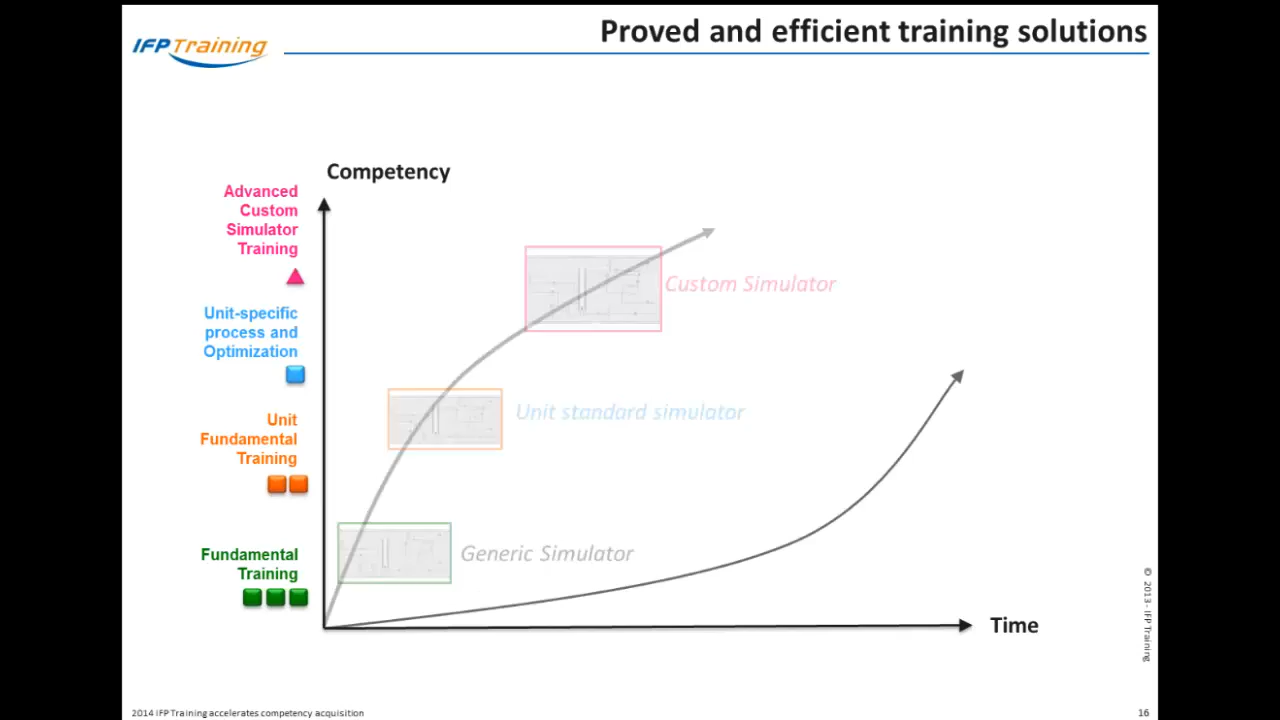 Proved and efficient training solutions
IFPTraining
Competency
Advanced
Custom
Simulator
Training
Custom Simulator
Unit-specific
process and
Optimization
Unit standard simulator
Unit
Fundamental
Training
Generic Simulator
Fundamental
Training
Time
© 2013 - IFP Training
2014 IFP Training accelerates competency acquisition
16